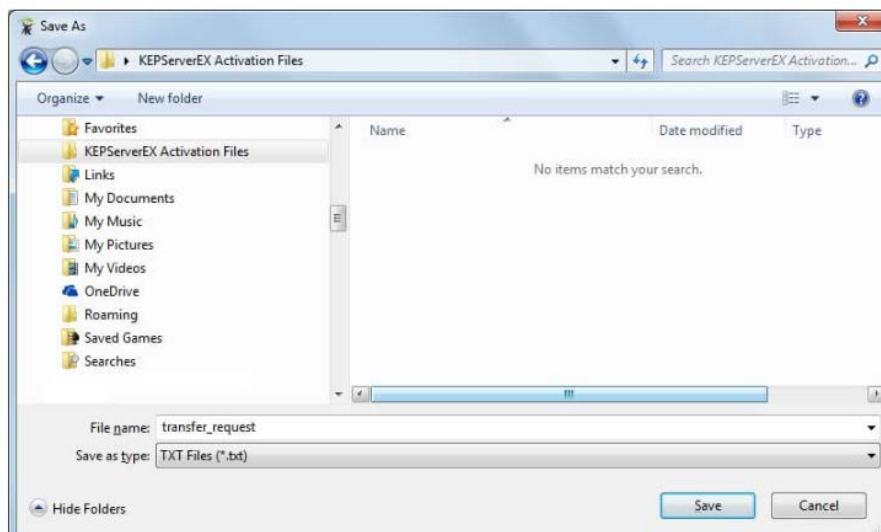 Save As
KEPServerEX Activation Files
Search KEPServerEX Activation...
Organize
New folder
Favorites
KEPServerEX Activation Files
Links
My Documents
My Music
My Pictures
My Videos
OneDrive
Roaming
Saved Games
Searches
Name
Date modified
Type
No items match your search.
File name: transfer_request
Save as type: TXT Files (*.txt)
Hide Folders
Save
Cancel